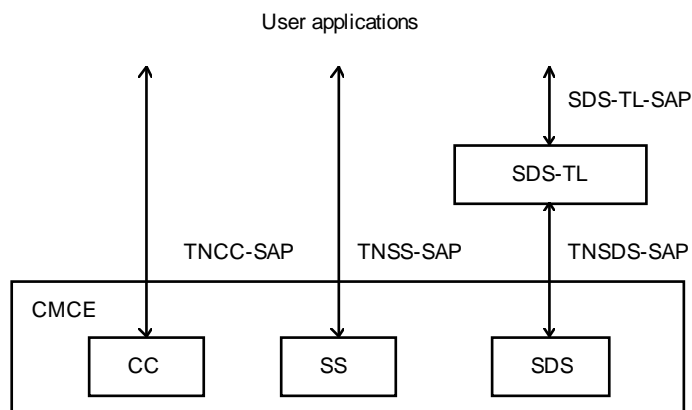 User applications
SDS-TL-SAP
SDS-TL
TNCC-SAP TNSS-SAP TNSDS-SAP
CMCE
CC SS SDS